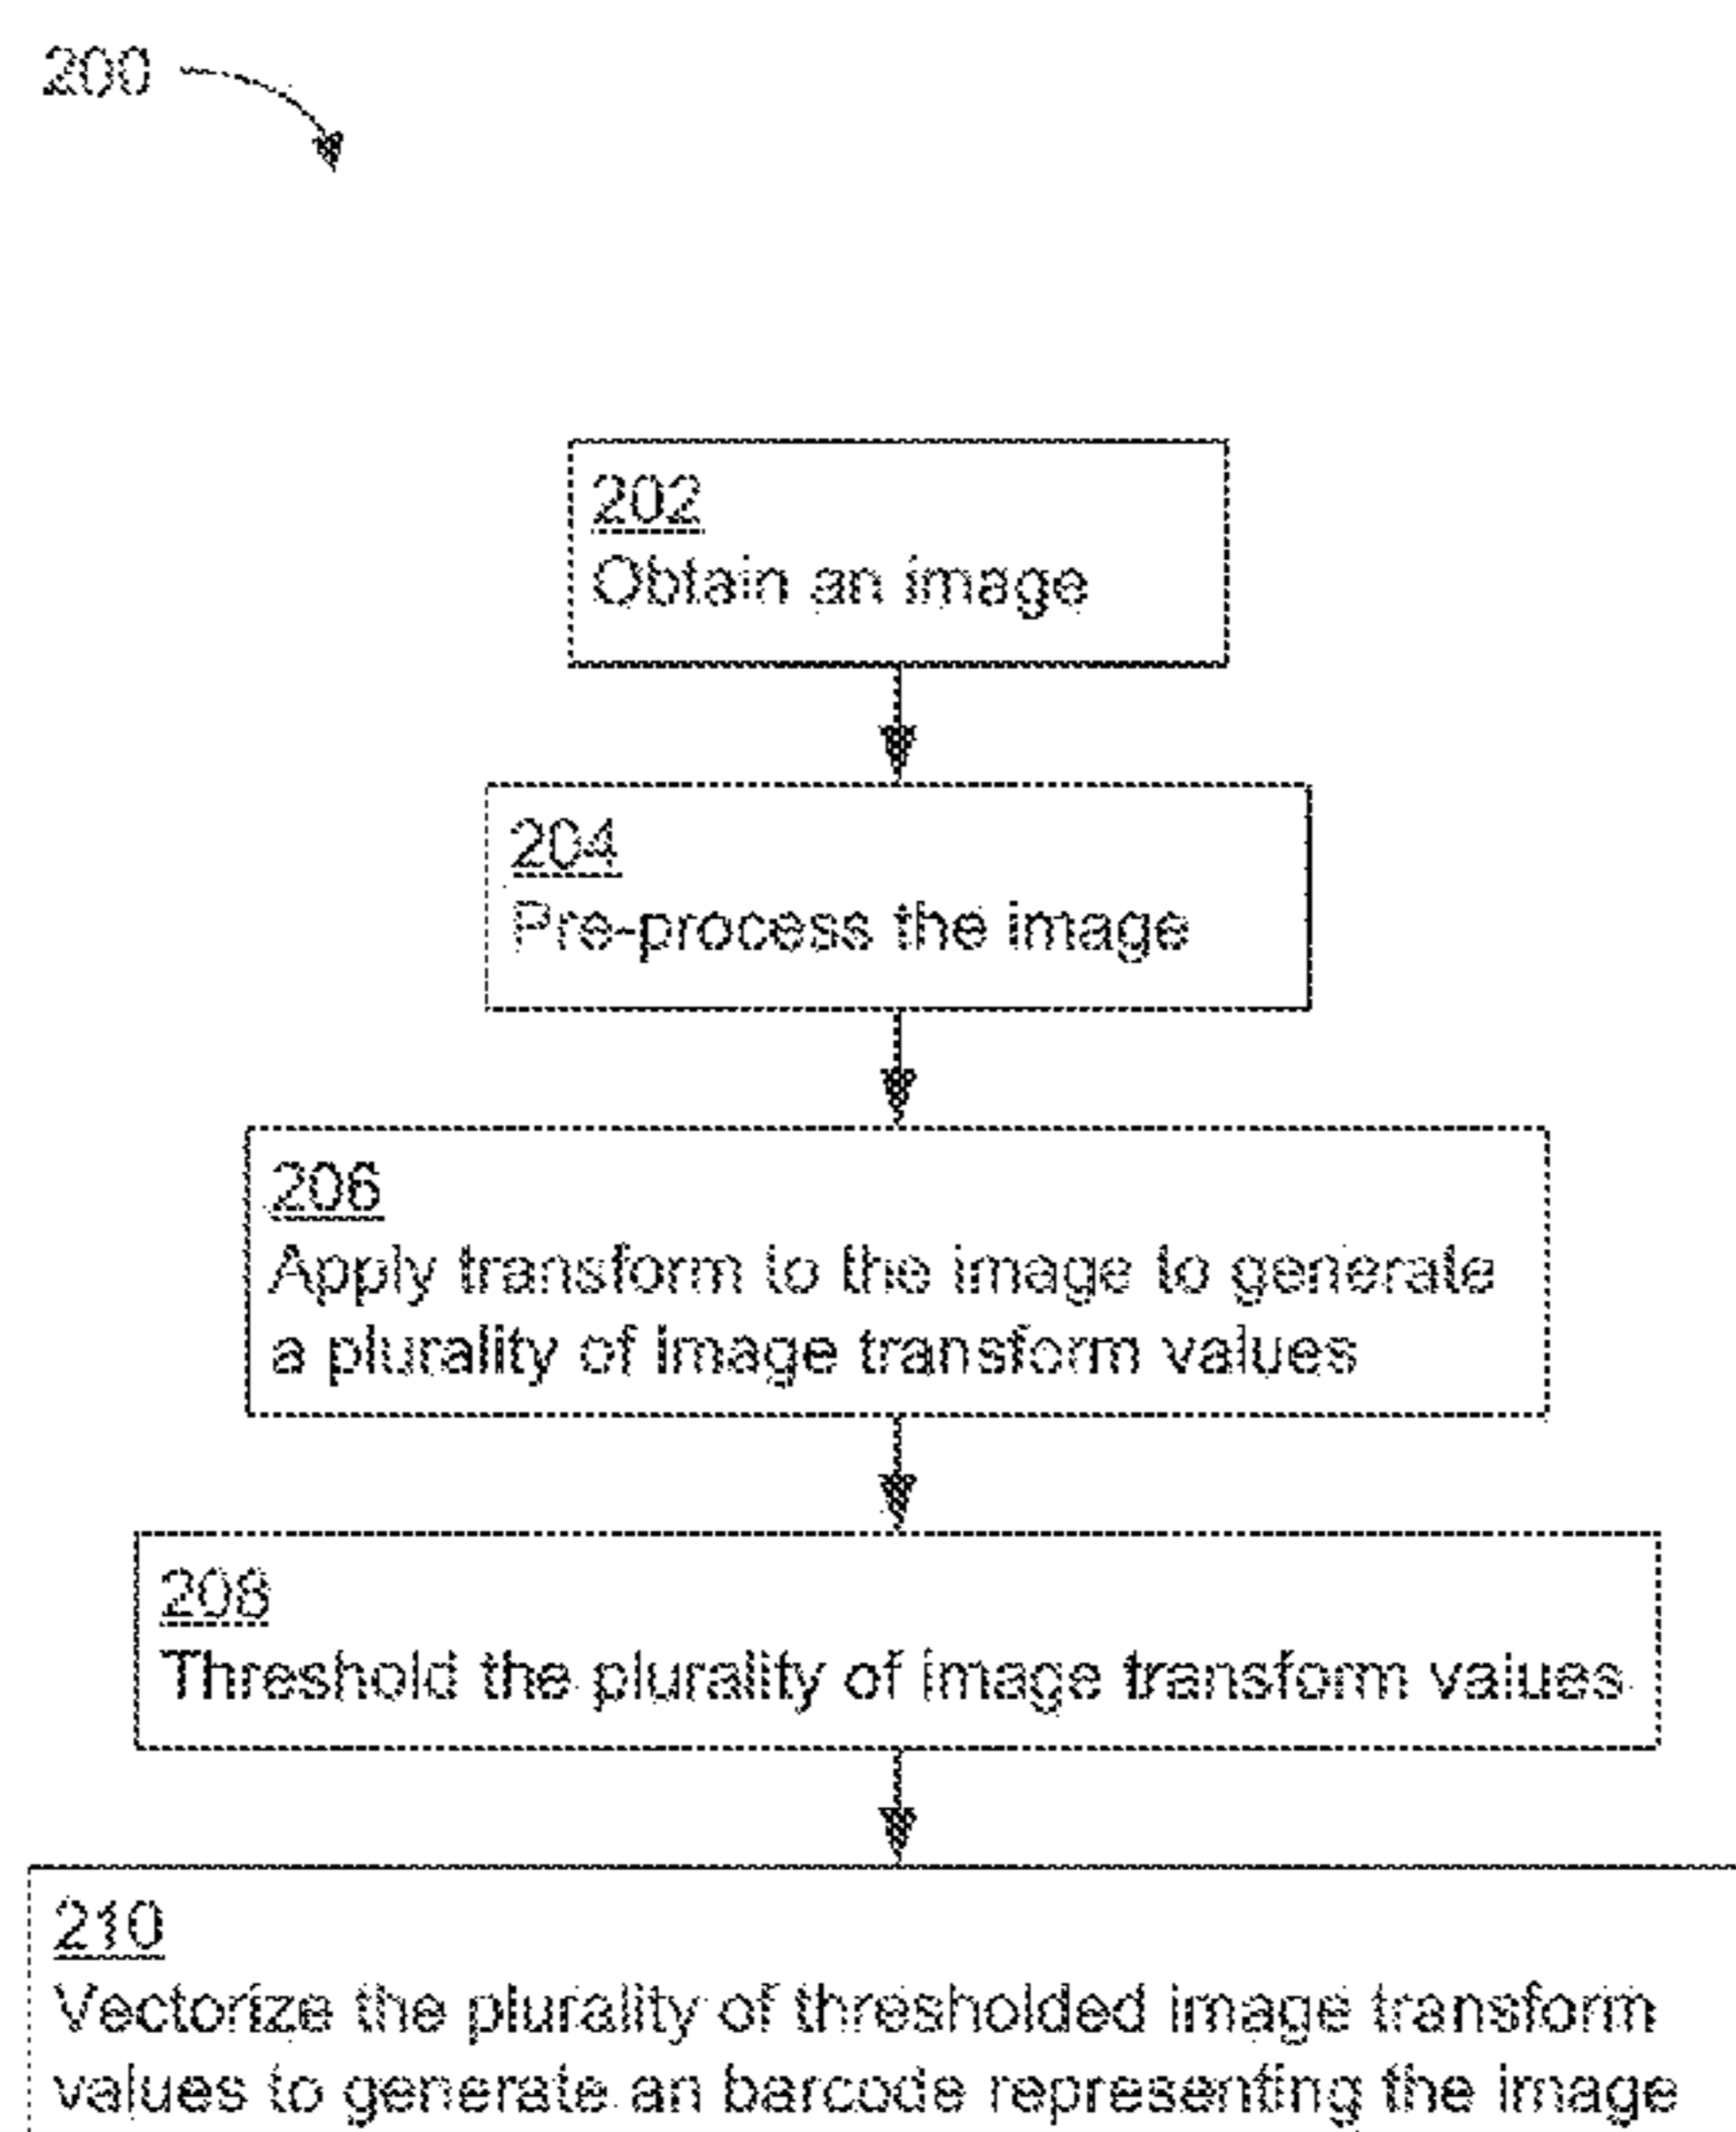 200
202
Obtain an image
204
Pre-process the image
206
Apply transform to the image to generate
a plurality of image transform values
208
Threshold the plurality of image transform values
210
Vectorize the plurality of thresholded image transform
values to generate an barcode representing the image